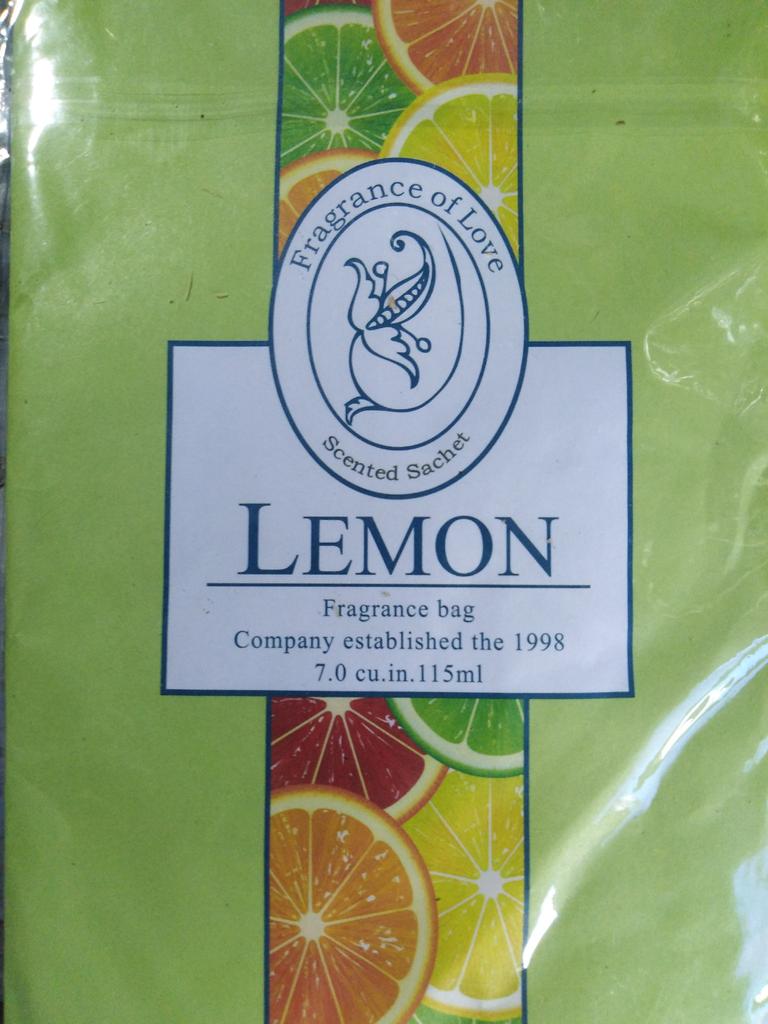 Fragrance of Love
Scented Sachet
LEMON
Fragrance bag
Company established the 1998
7.0 cu.in.115ml